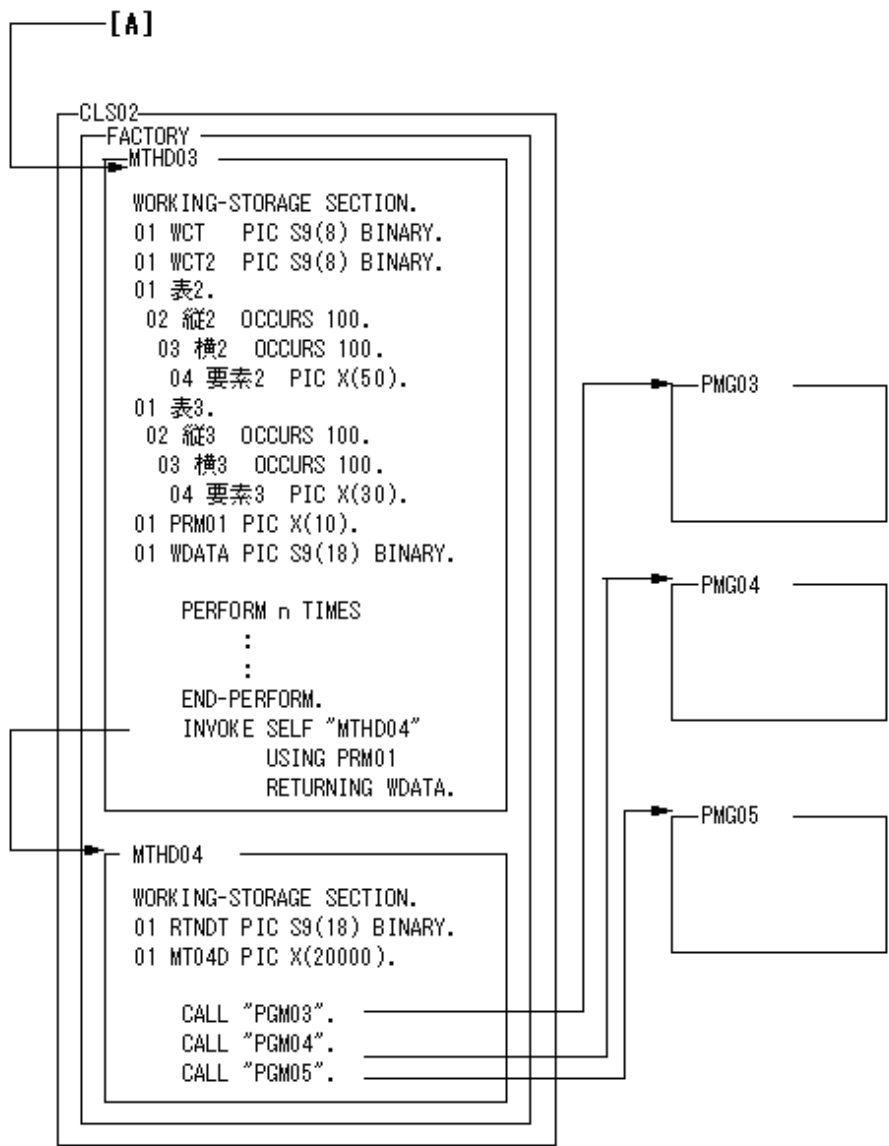 [A]
CLS02
FACTORY
MTHD03
WORKING-STORAGE SECTION.
01 WCT   PIC S9(8) BINARY.
01 WCT2  PIC S9(8) BINARY.
01 表2.
02 縦2  OCCURS 100.
03 横2  OCCURS 100.
04 要素2  PIC X(50).
01 表3.
02 縦3  OCCURS 100.
03 横3  OCCURS 100.
04 要素3  PIC X(30).
01 PRM01 PIC X(10).
01 WDATA PIC S9(18) BINARY.
PERFORM n TIMES
:
:
END-PERFORM.
INVOKE SELF "MTHD04"
USING PRM01
RETURNING WDATA.
MTHD04
WORKING-STORAGE SECTION.
01 RTNDT PIC S9(18) BINARY.
01 MT04D PIC X(20000).
CALL "PGM03".
CALL "PGM04".
CALL "PGM05".
PMG03
PMG04
PMG05